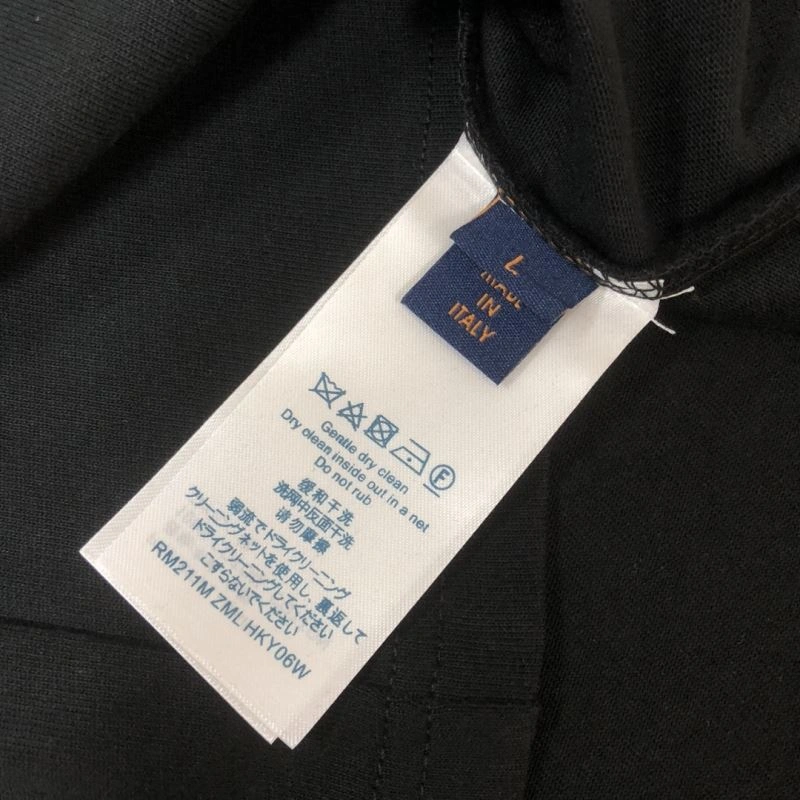 L
MADE
IN
ITALY
F
Gentle dry clean
Dry clean inside out in a net
Do not rub
缓和干洗
洗网中反面干洗
请勿摩擦
弱流でドライクリーニング
クリーニングネットを使用し、裏返して
ドライクリーニングしてください
こすらないでください
RM211M ZML HKY06W